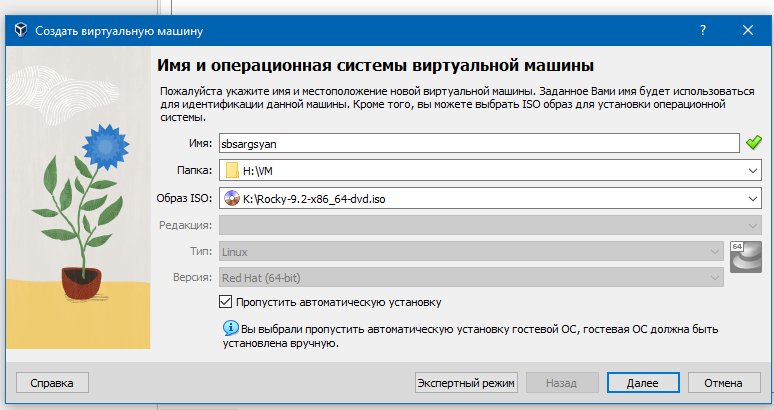 Создать виртуальную машину
?
Имя и операционная системы виртуальной машины
Пожалуйста укажите имя и местоположение новой виртуальной машины. Заданное Вами имя будет использоваться
для идентификации данной машины. Кроме того, вы можете выбрать ISO образ для установки операционной
системы.
Имя: sbsargsyan
Папка: H:\VM
Образ ISO: K:\Rocky-9.2-x86_64-dvd.iso
Редакция:
Тип: Linux
64
Версия: Red Hat (64-bit)
Пропустить автоматическую установку
Вы выбрали пропустить автоматическую установку гостевой ОС, гостевая ОС должна быть
установлена вручную.
Справка Экспертный режим Назад Далее Отмена